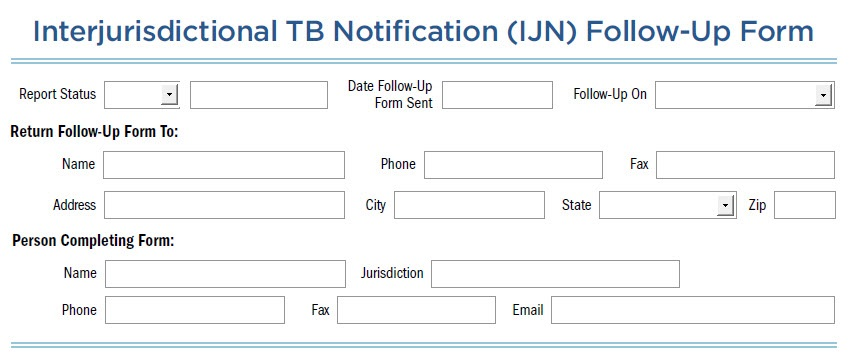 Interjurisdictional TB Notification (IJN) Follow-Up Form
Report Status
Date Follow-Up
Form Sent
Follow-Up On
Return Follow-Up Form To:
Name Phone Fax
Address City State Zip
Person Completing Form:
Name Jurisdiction
Phone Fax Email